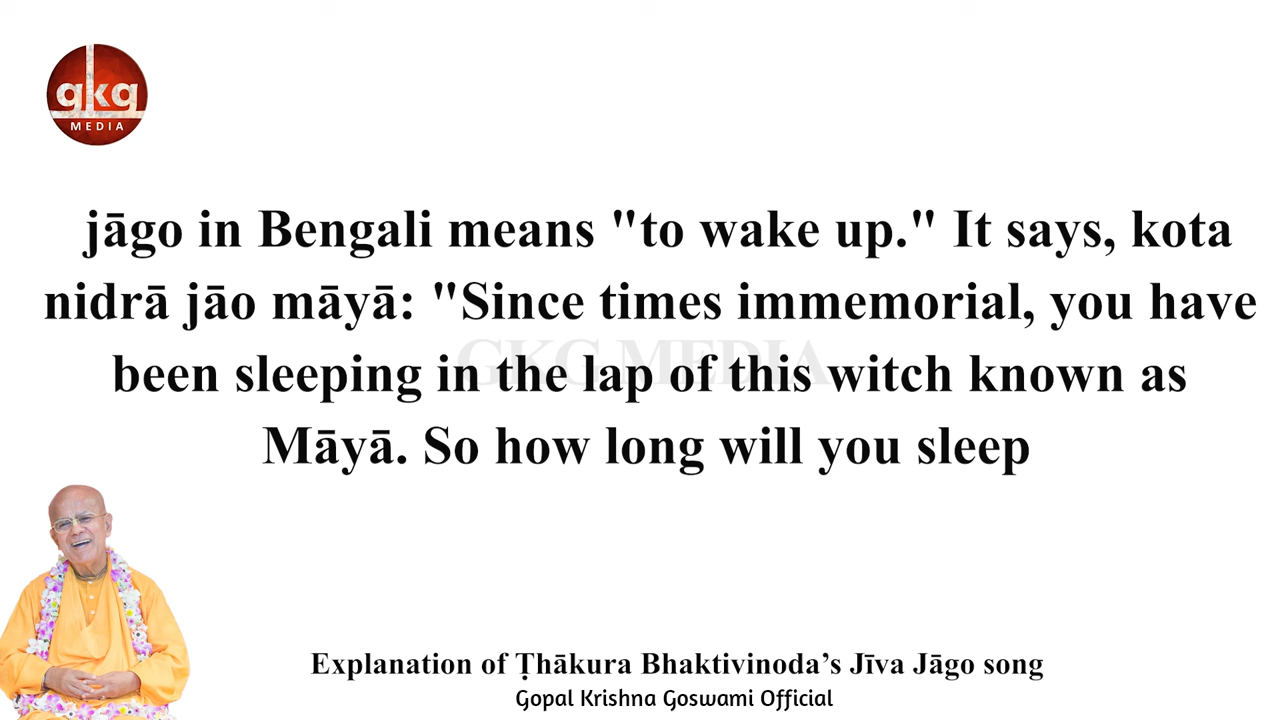 gkg
MEDIA
jāgo in Bengali means "to wake up." It says, kota
nidrā jāo māyā: "Since times immemorial, you have
been sleeping in the lap of this witch known as
Māyā. So how long will you sleep
GKG MEDIA
Explanation of Ṭhākura Bhaktivinoda’s Jīva Jāgo song
Gopal Krishna Goswami Official